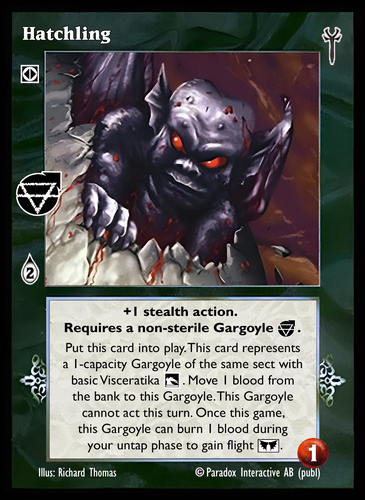 Hatchling
2
+1 stealth action.
Requires a non-sterile Gargoyle .
Put this card into play. This card represents
a 1-capacity Gargoyle of the same sect with
basic Visceratika . Move 1 blood from
the bank to this Gargoyle. This Gargoyle
cannot act this turn. Once this game,
this Gargoyle can burn 1 blood during
your untap phase to gain flight .
1
Illus: Richard Thomas © Paradox Interactive AB (publ)